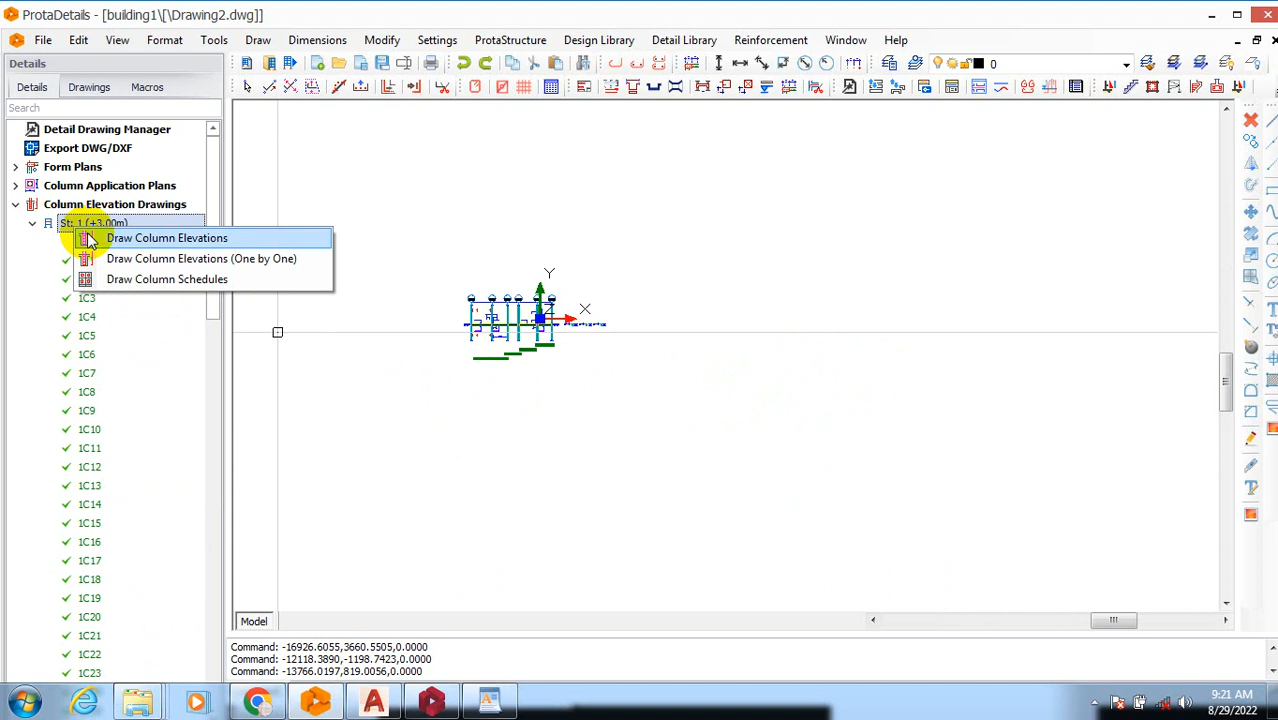 ProtaDetails - [building1\[\Drawing2.dwg]]
File Edit View Format Tools Draw Dimensions Modify Settings ProtaStructure Design Library Detail Library Reinforcement Window Help
Details
0
Details Drawings Macros
Search
Detail Drawing Manager
Export DWG/DXF
Form Plans
Column Application Plans
Column Elevation Drawings
St: 1 (+3.00m)
Draw Column Elevations
Draw Column Elevations (One by One)
Draw Column Schedules
1C3
1C4
1C5
1C6
1C7
1C8
1C9
1C10
1C11
1C12
1C13
1C14
1C15
1C16
1C17
1C18
1C19
1C20
1C21
1C22
1C23
Y
X
Z
Model
Command: -16926.6055,3660.5505,0.0000
Command: -12118.3890,-1198.7423,0.0000
Command: -13766.0197,819.0056,0.0000
9:21 AM
8/29/2022